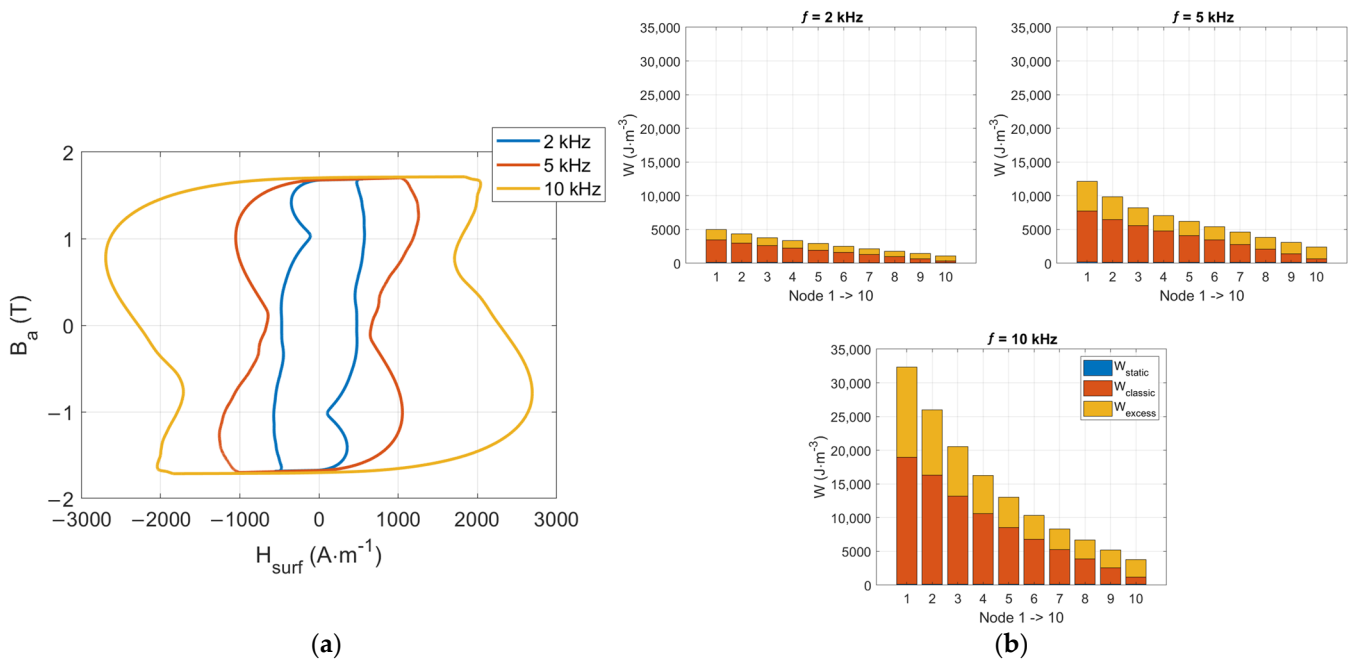 2 kHz
5 kHz
10 kHz
2
1
0
−1
−2
−3000 −2000 −1000 0 1000 2000 3000
B_a (T)
H_surf (A·m⁻¹)
(a)
f = 2 kHz
35,000
30,000
25,000
20,000
15,000
10,000
5000
0
W (J·m⁻³)
1 2 3 4 5 6 7 8 9 10
Node 1 -> 10
f = 5 kHz
35,000
30,000
25,000
20,000
15,000
10,000
5000
0
W (J·m⁻³)
1 2 3 4 5 6 7 8 9 10
Node 1 -> 10
f = 10 kHz
35,000
30,000
25,000
20,000
15,000
10,000
5000
0
W (J·m⁻³)
W_static
W_classic
W_excess
1 2 3 4 5 6 7 8 9 10
Node 1 -> 10
(b)